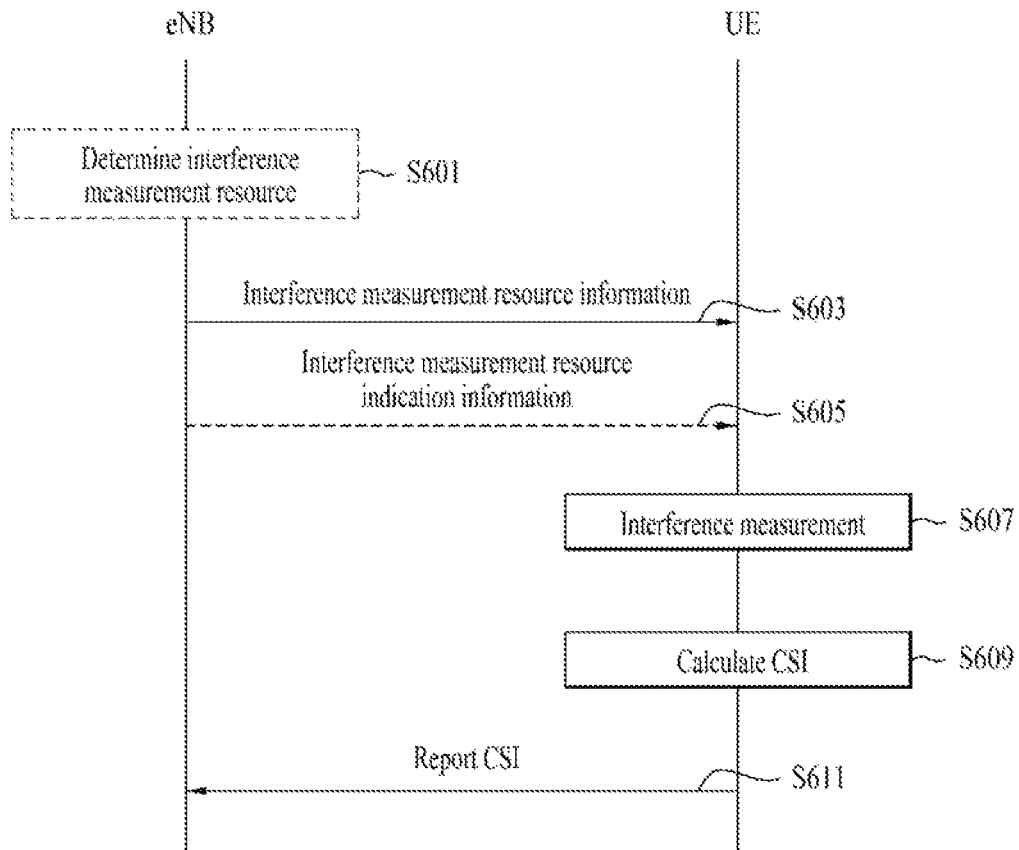 eNB
UE
Determine interference
measurement resource
S601
Interference measurement resource information
S603
Interference measurement resource
indication information
S605
Interference measurement
S607
Calculate CSI
S609
Report CSI
S611